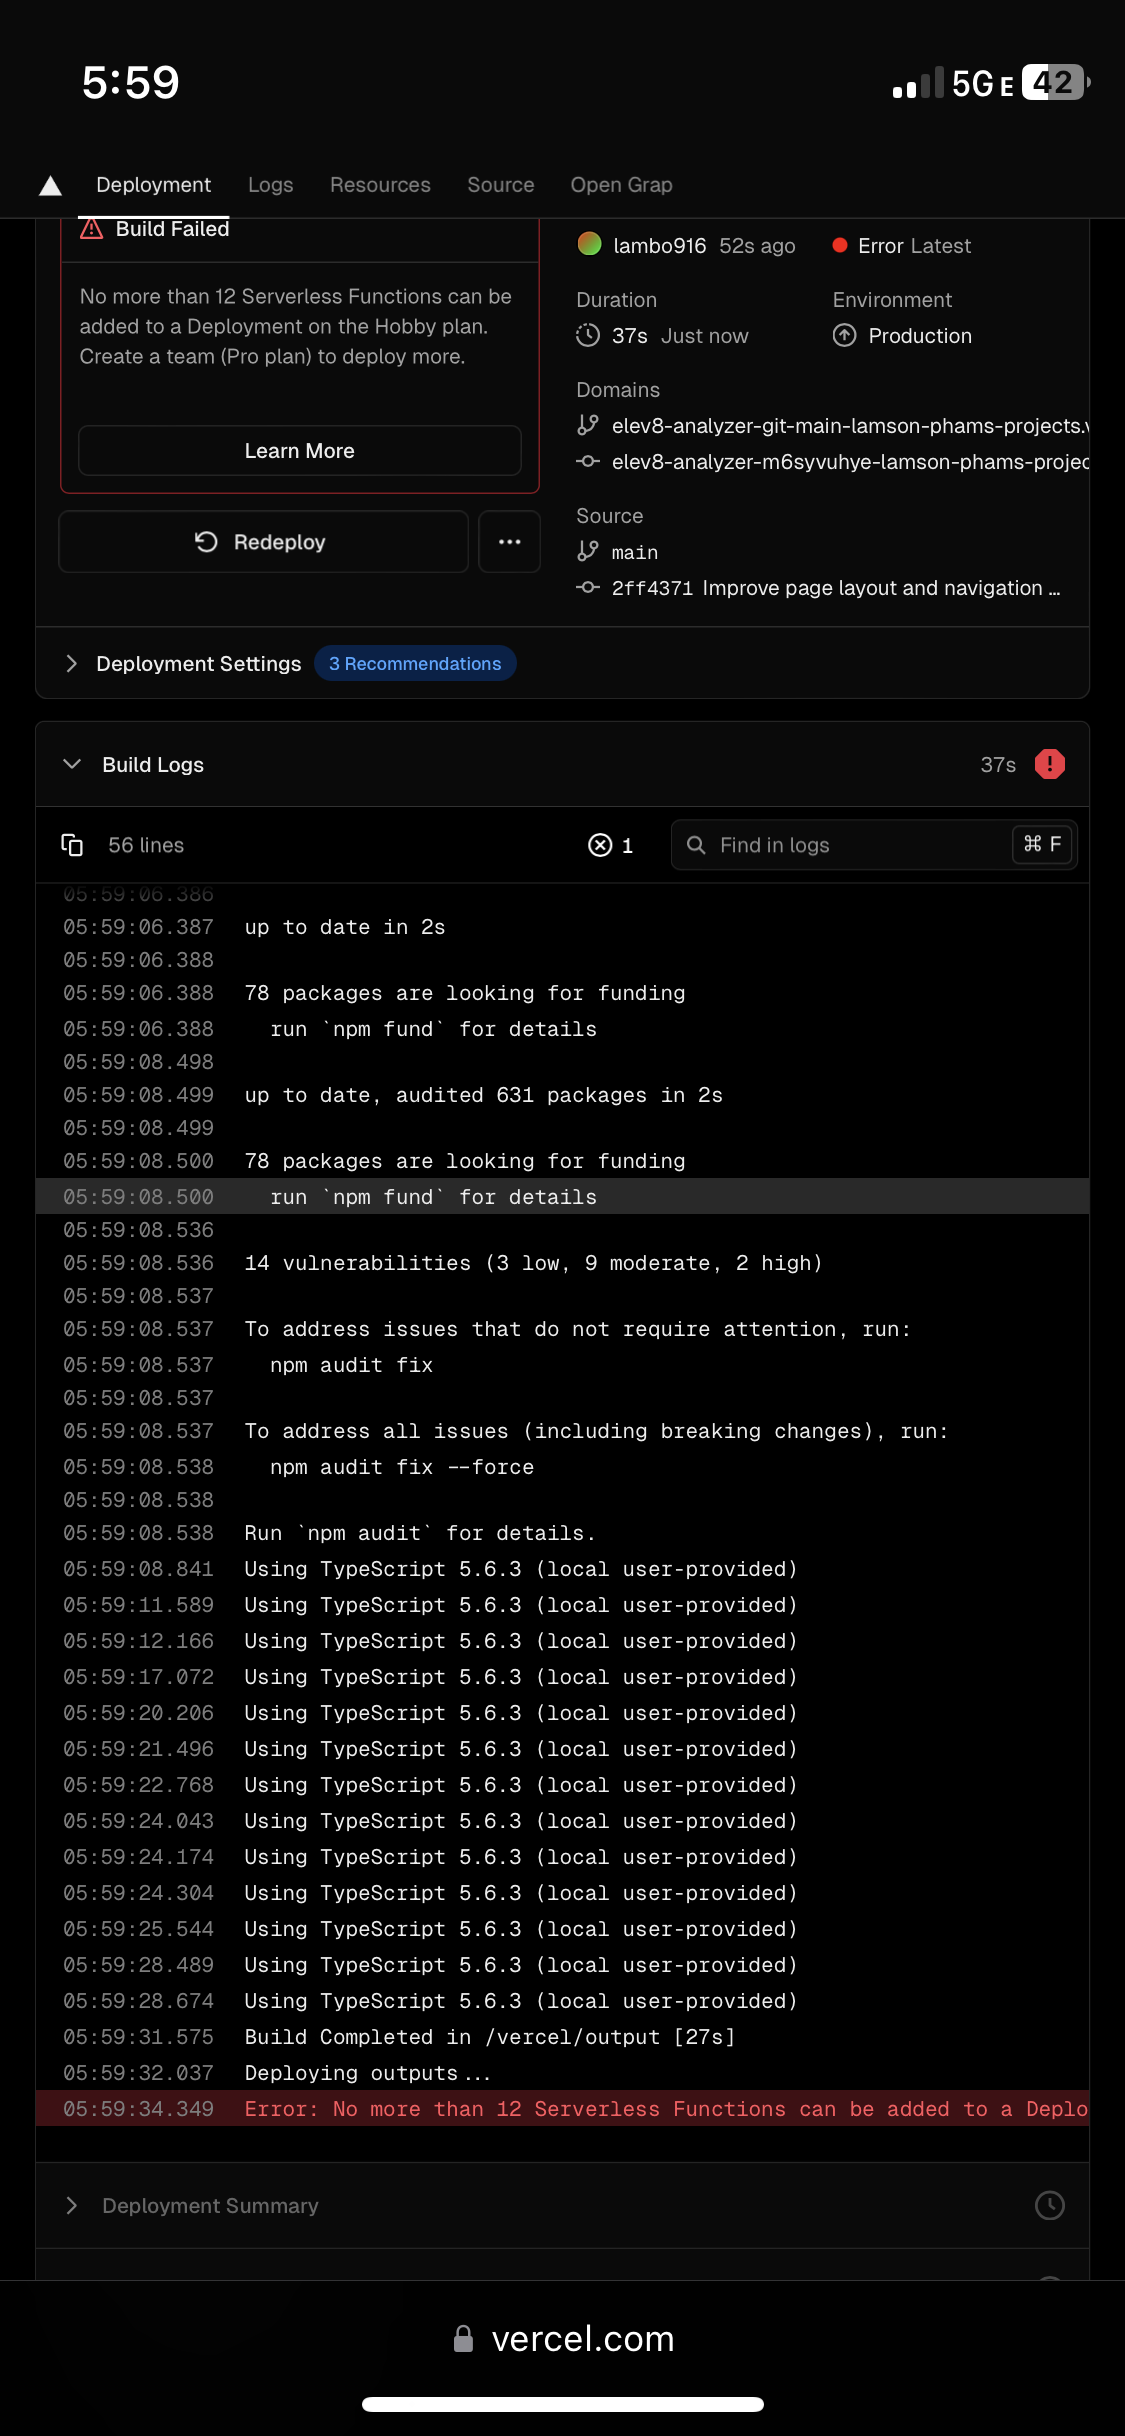 5:59
5G E 42
Deployment Logs Resources Source Open Grap
Build Failed
No more than 12 Serverless Functions can be
added to a Deployment on the Hobby plan.
Create a team (Pro plan) to deploy more.
Learn More
Redeploy
lambo916 52s ago
Error Latest
Duration
37s Just now
Environment
Production
Domains
elev8-analyzer-git-main-lamson-phams-projects.v
elev8-analyzer-m6syvuhye-lamson-phams-projec
Source
main
2ff4371 Improve page layout and navigation ...
Deployment Settings 3 Recommendations
Build Logs 37s
56 lines 1 Find in logs ⌘ F
05:59:06.386
05:59:06.387 up to date in 2s
05:59:06.388
05:59:06.388 78 packages are looking for funding
05:59:06.388 run `npm fund` for details
05:59:08.498
05:59:08.499 up to date, audited 631 packages in 2s
05:59:08.499
05:59:08.500 78 packages are looking for funding
05:59:08.500 run `npm fund` for details
05:59:08.536
05:59:08.536 14 vulnerabilities (3 low, 9 moderate, 2 high)
05:59:08.537
05:59:08.537 To address issues that do not require attention, run:
05:59:08.537 npm audit fix
05:59:08.537
05:59:08.537 To address all issues (including breaking changes), run:
05:59:08.538 npm audit fix --force
05:59:08.538
05:59:08.538 Run `npm audit` for details.
05:59:08.841 Using TypeScript 5.6.3 (local user-provided)
05:59:11.589 Using TypeScript 5.6.3 (local user-provided)
05:59:12.166 Using TypeScript 5.6.3 (local user-provided)
05:59:17.072 Using TypeScript 5.6.3 (local user-provided)
05:59:20.206 Using TypeScript 5.6.3 (local user-provided)
05:59:21.496 Using TypeScript 5.6.3 (local user-provided)
05:59:22.768 Using TypeScript 5.6.3 (local user-provided)
05:59:24.043 Using TypeScript 5.6.3 (local user-provided)
05:59:24.174 Using TypeScript 5.6.3 (local user-provided)
05:59:24.304 Using TypeScript 5.6.3 (local user-provided)
05:59:25.544 Using TypeScript 5.6.3 (local user-provided)
05:59:28.489 Using TypeScript 5.6.3 (local user-provided)
05:59:28.674 Using TypeScript 5.6.3 (local user-provided)
05:59:31.575 Build Completed in /vercel/output [27s]
05:59:32.037 Deploying outputs...
05:59:34.349 Error: No more than 12 Serverless Functions can be added to a Deplo
Deployment Summary
vercel.com